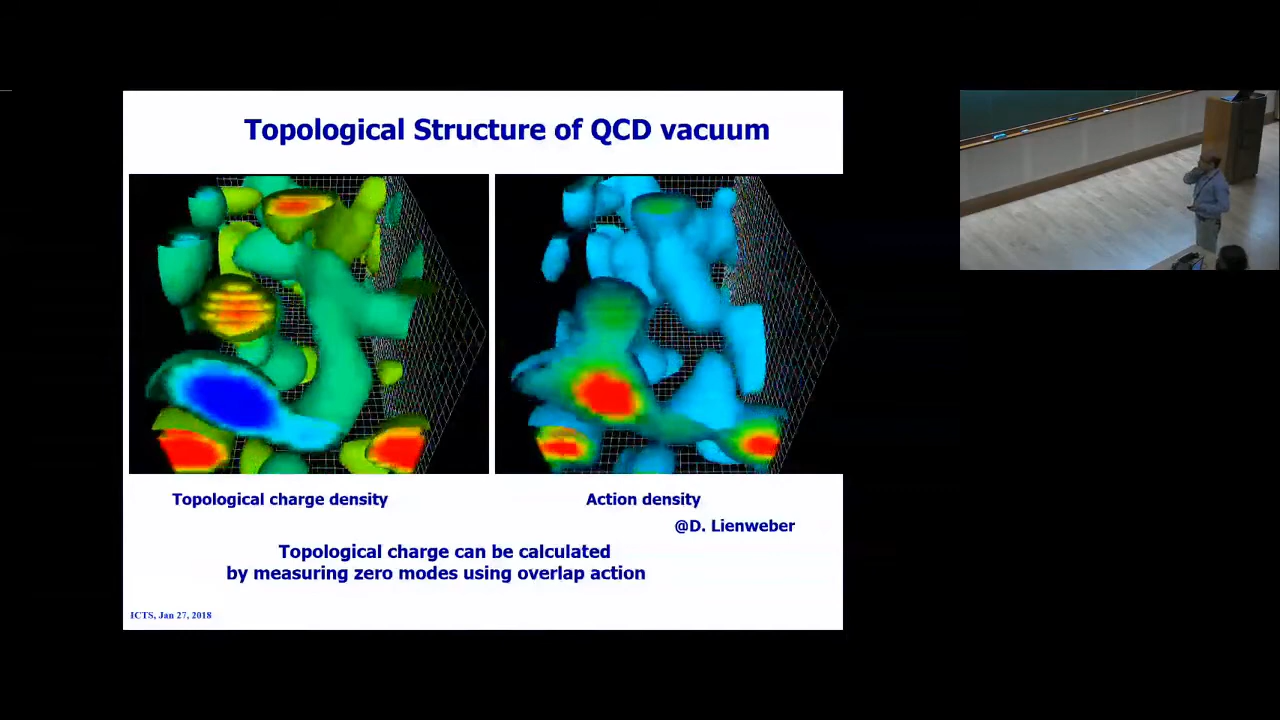 Topological Structure of QCD vacuum
Topological charge density
Action density
@D. Lienweber
Topological charge can be calculated
by measuring zero modes using overlap action
ICTS, Jan 27, 2018